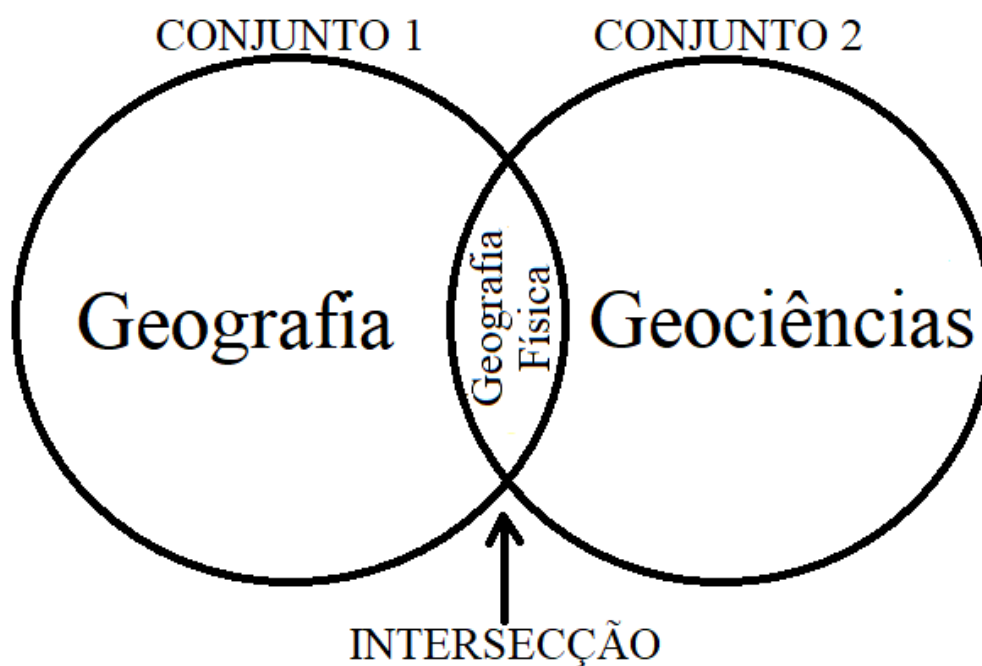 CONJUNTO 1
CONJUNTO 2
Geografia
Geografia
Física
Geociências
INTERSECÇÃO